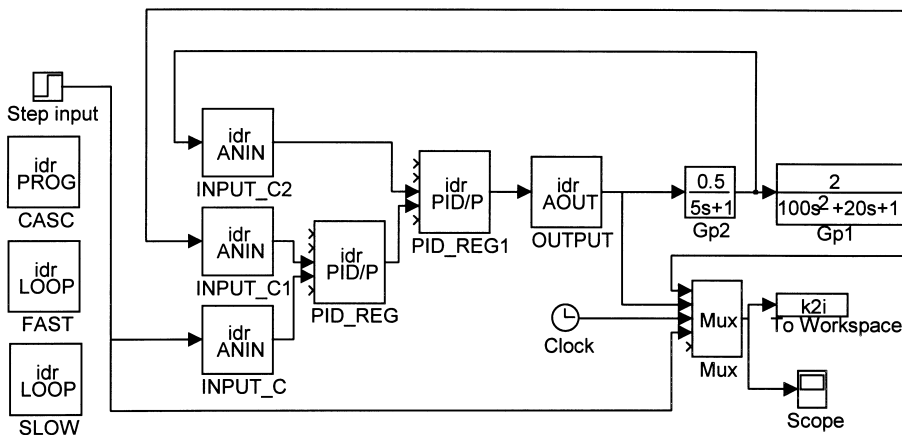 Step input
idr
PROG
CASC
idr
LOOP
FAST
idr
LOOP
SLOW
idr
ANIN
INPUT_C2
idr
ANIN
INPUT_C1
idr
ANIN
INPUT_C
idr
PID/P
PID_REG
idr
PID/P
PID_REG1
idr
AOUT
OUTPUT
0.5
5s+1
Gp2
2
100s2+20s+1
Gp1
Clock
Mux
Mux
k2i
To Workspace
Scope